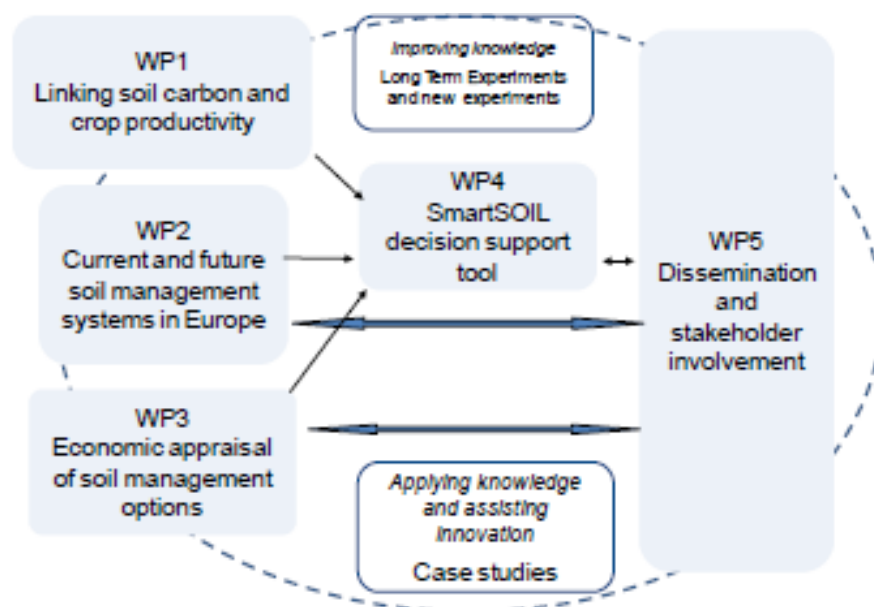 WP1
Linking soil carbon and
crop productivity
Improving knowledge
Long Term Experiments
and new experiments
WP2
Current and future
soil management
systems in Europe
WP4
SmartSOIL
decision support
tool
WP5
Dissemination
and
stakeholder
involvement
WP3
Economic appraisal
of soil management
options
Applying knowledge
and assisting
innovation
Case studies